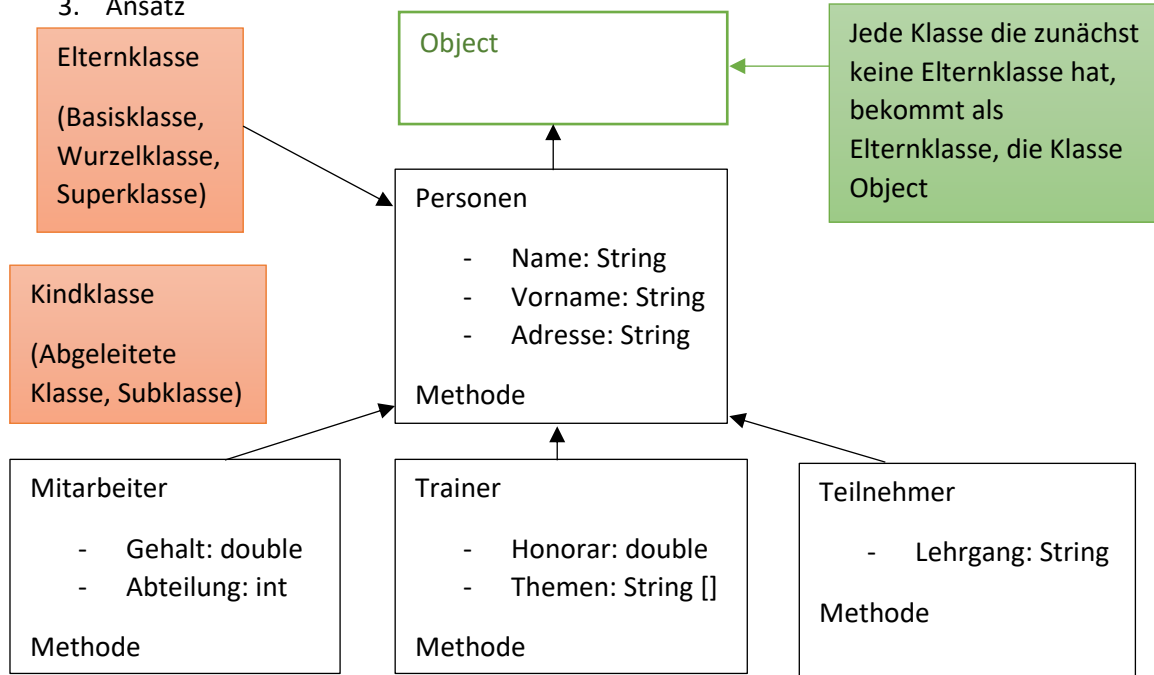 3. Ansatz
Elternklasse
(Basisklasse,
Wurzelklasse,
Superklasse)
Object
Jede Klasse die zunächst
keine Elternklasse hat,
bekommt als
Elternklasse, die Klasse
Object
Personen
- Name: String
- Vorname: String
- Adresse: String
Methode
Kindklasse
(Abgeleitete
Klasse, Subklasse)
Mitarbeiter
- Gehalt: double
- Abteilung: int
Methode
Trainer
- Honorar: double
- Themen: String []
Methode
Teilnehmer
- Lehrgang: String
Methode